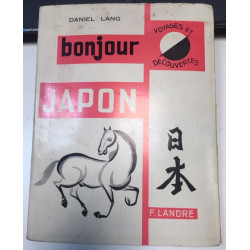 DANIEL LANG
VOYAGES ET
DÉCOUVERTES
bonjour
JAPON
日本
F. LANORE